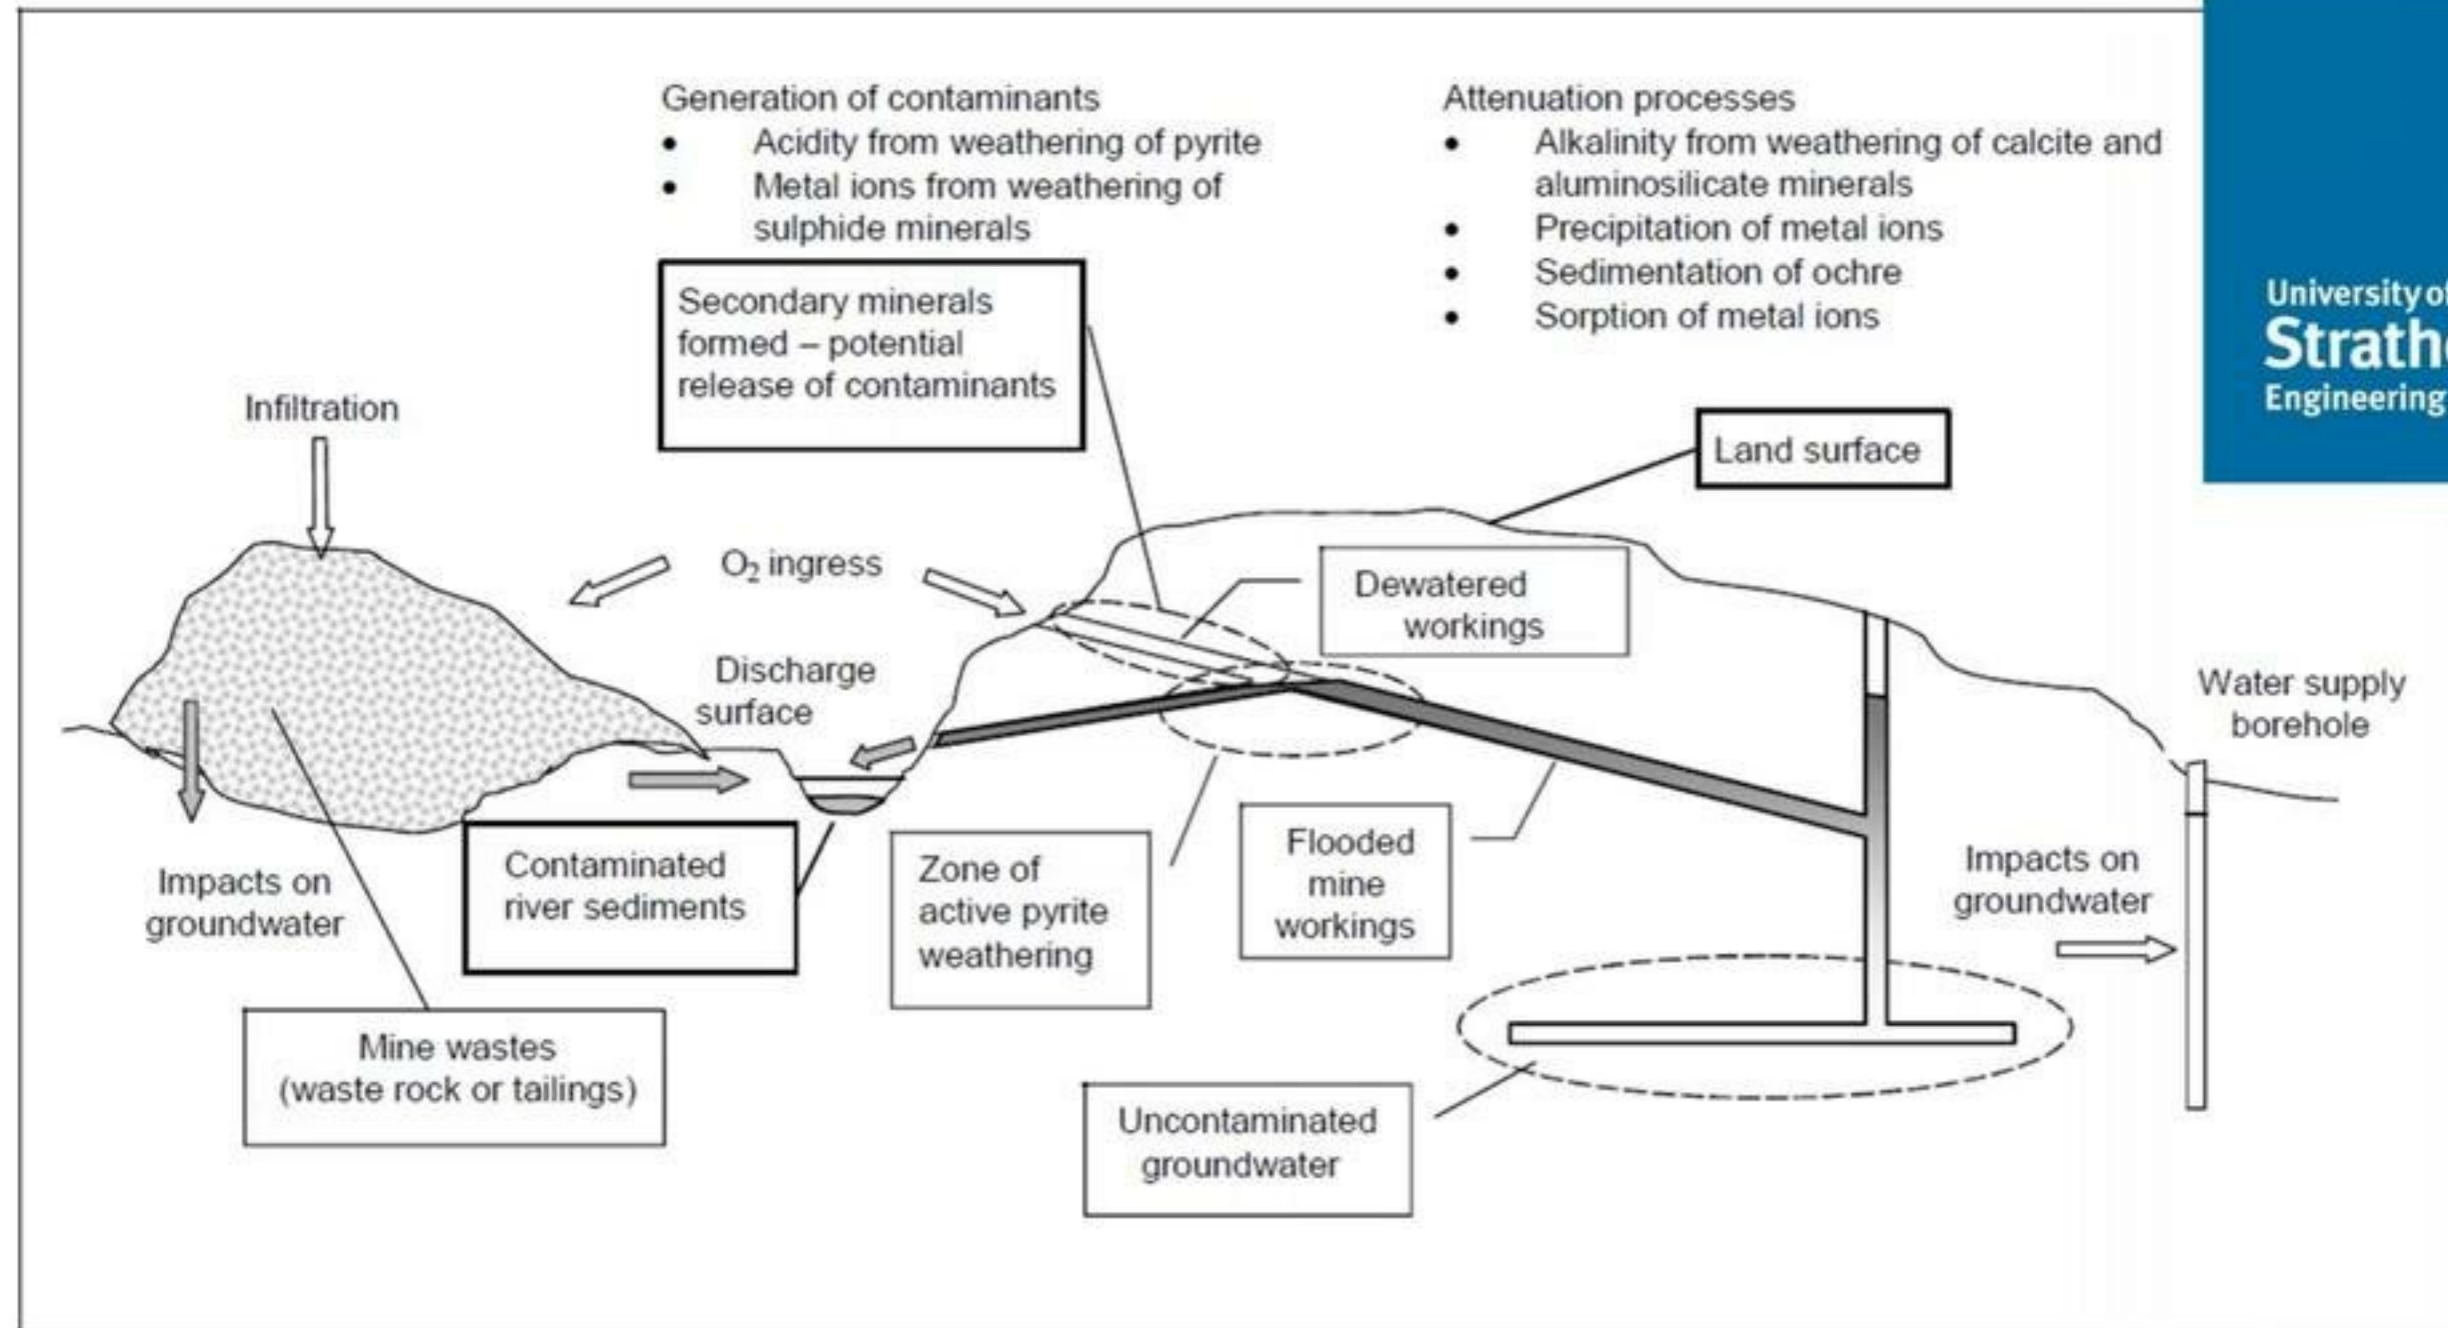 Generation of contaminants
• Acidity from weathering of pyrite
• Metal ions from weathering of
sulphide minerals
Attenuation processes
• Alkalinity from weathering of calcite and
aluminosilicate minerals
• Precipitation of metal ions
• Sedimentation of ochre
• Sorption of metal ions
University of
Strath
Engineering
Secondary minerals
formed – potential
release of contaminants
Infiltration
Land surface
O₂ ingress
Dewatered
workings
Discharge
surface
Water supply
borehole
Impacts on
groundwater
Contaminated
river sediments
Zone of
active pyrite
weathering
Flooded
mine
workings
Impacts on
groundwater
Mine wastes
(waste rock or tailings)
Uncontaminated
groundwater